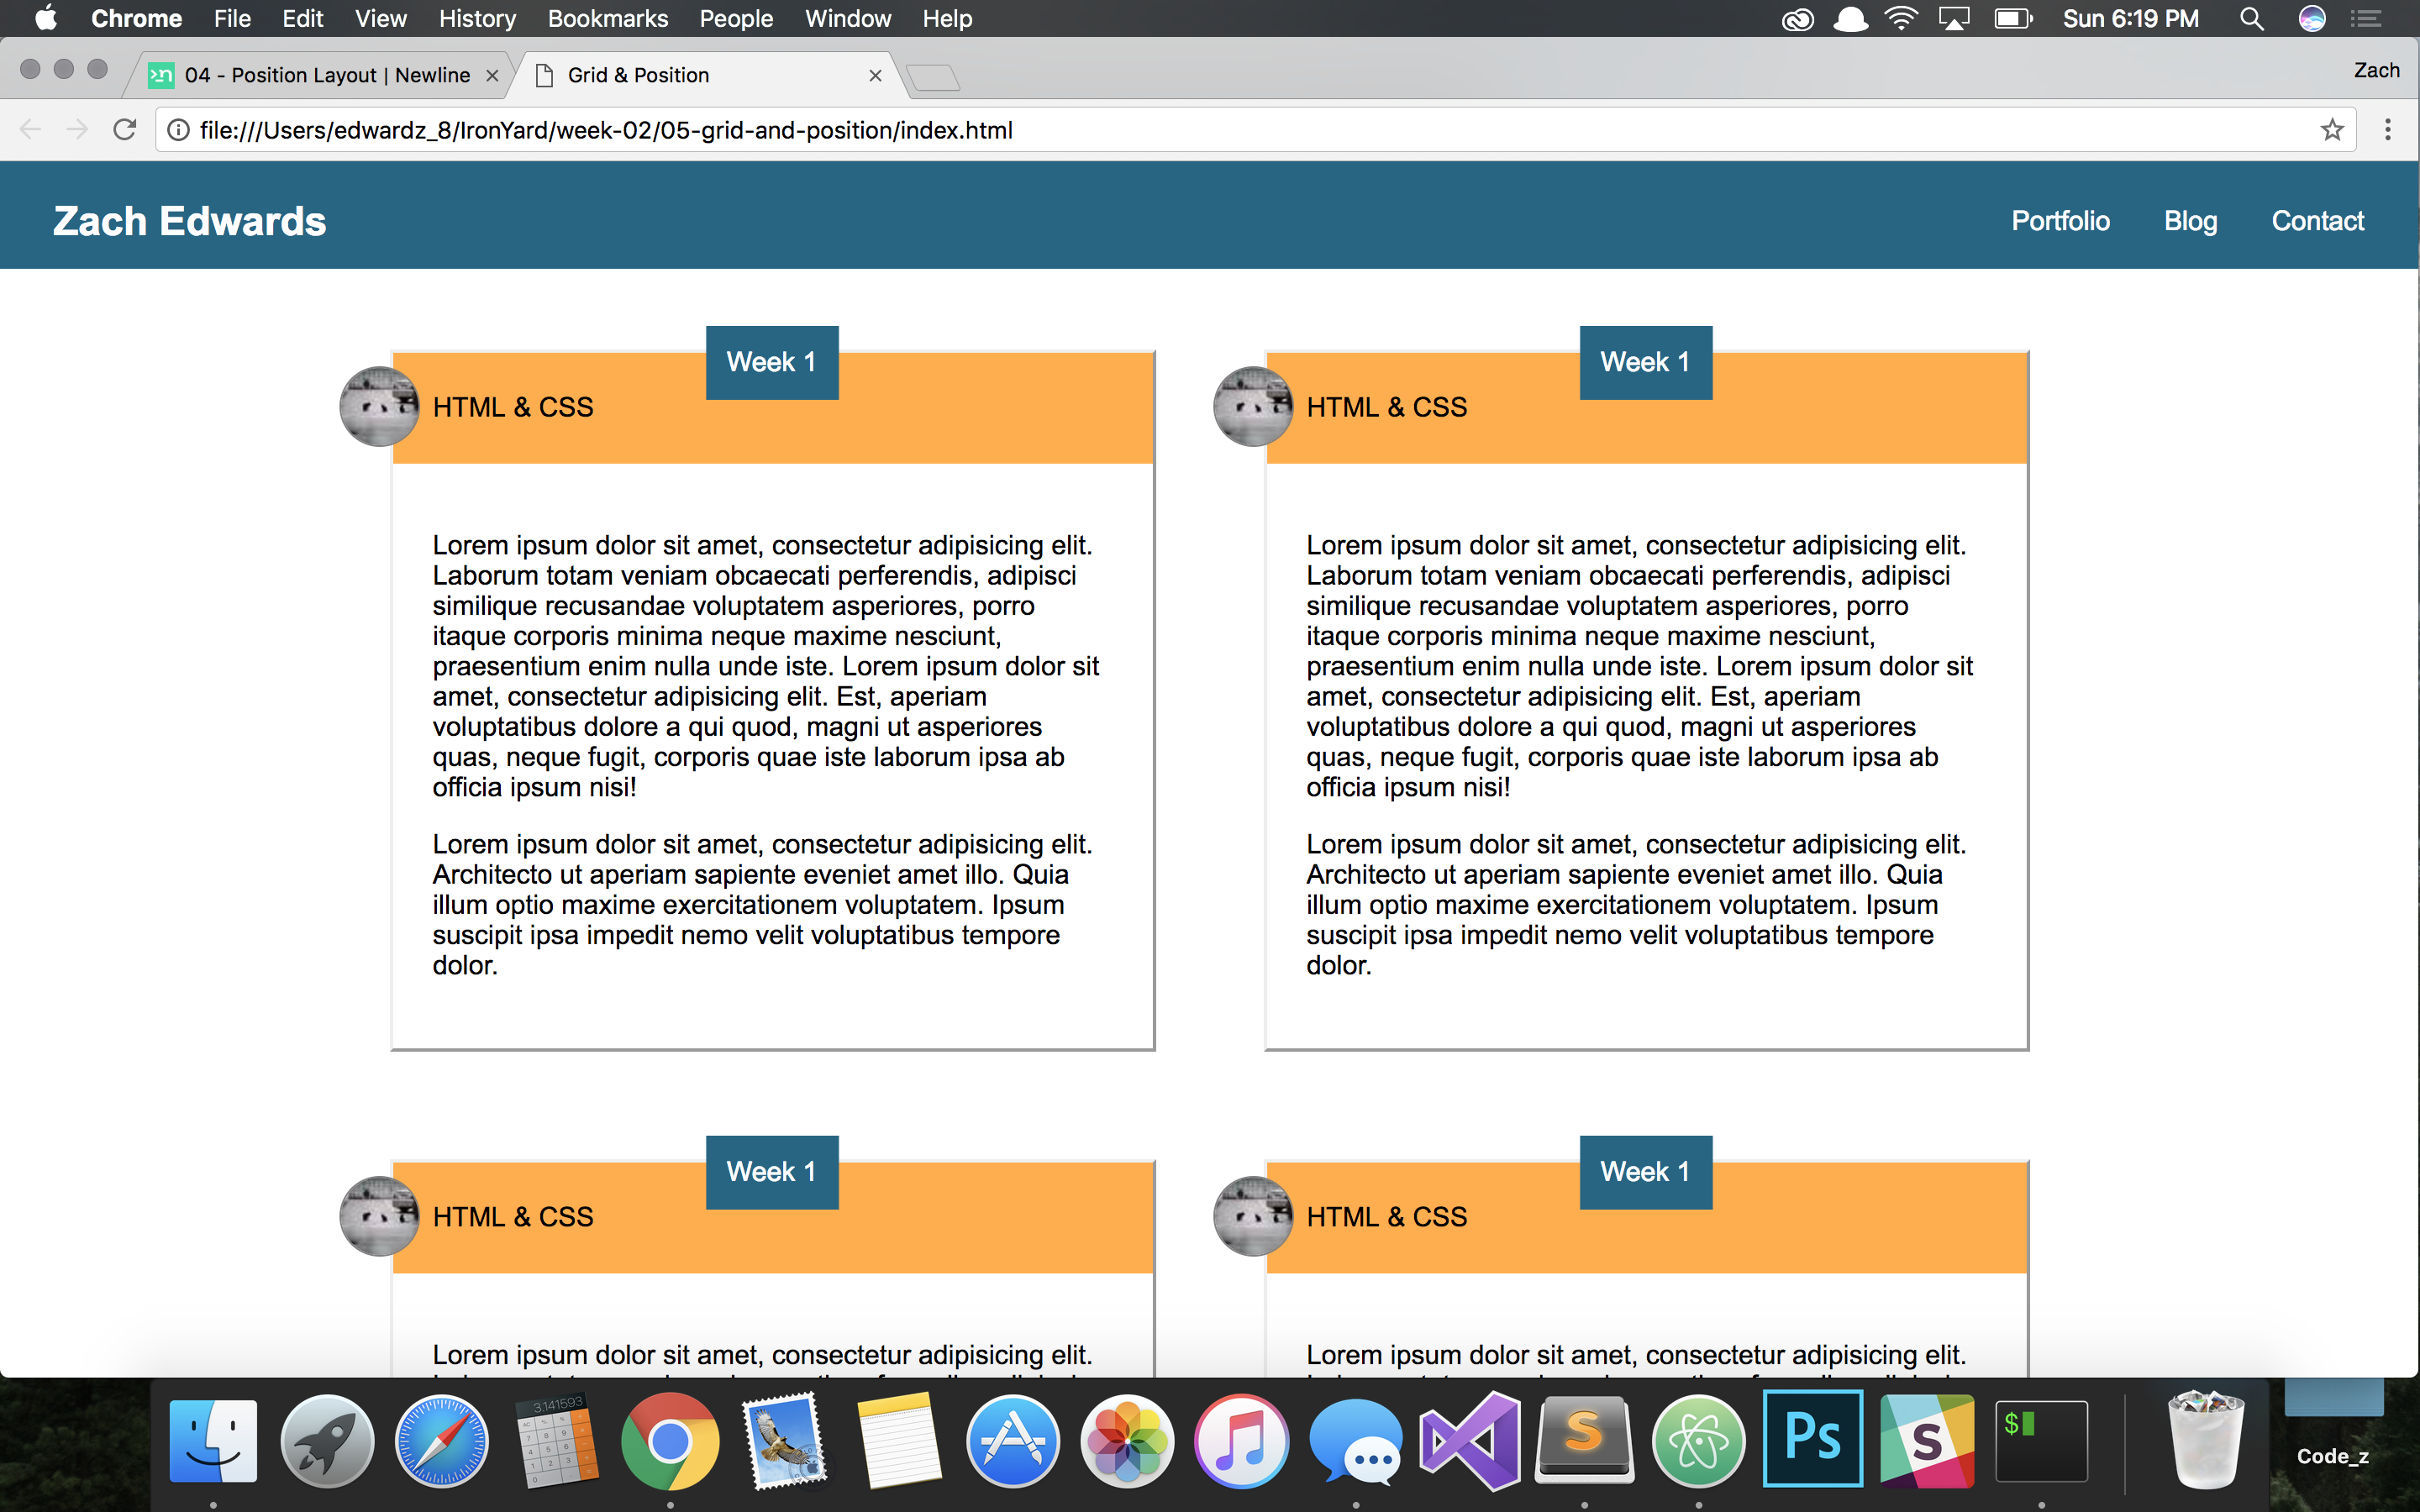 Chrome File Edit View History Bookmarks People Window Help Sun 6:19 PM
>n 04 - Position Layout | Newline Grid & Position Zach
file:///Users/edwardz_8/IronYard/week-02/05-grid-and-position/index.html
Zach Edwards Portfolio Blog Contact
Week 1
HTML & CSS
Lorem ipsum dolor sit amet, consectetur adipisicing elit.
Laborum totam veniam obcaecati perferendis, adipisci
similique recusandae voluptatem asperiores, porro
itaque corporis minima neque maxime nesciunt,
praesentium enim nulla unde iste. Lorem ipsum dolor sit
amet, consectetur adipisicing elit. Est, aperiam
voluptatibus dolore a qui quod, magni ut asperiores
quas, neque fugit, corporis quae iste laborum ipsa ab
officia ipsum nisi!
Lorem ipsum dolor sit amet, consectetur adipisicing elit.
Architecto ut aperiam sapiente eveniet amet illo. Quia
illum optio maxime exercitationem voluptatem. Ipsum
suscipit ipsa impedit nemo velit voluptatibus tempore
dolor.
Week 1
HTML & CSS
Lorem ipsum dolor sit amet, consectetur adipisicing elit.
Laborum totam veniam obcaecati perferendis, adipisci
similique recusandae voluptatem asperiores, porro
itaque corporis minima neque maxime nesciunt,
praesentium enim nulla unde iste. Lorem ipsum dolor sit
amet, consectetur adipisicing elit. Est, aperiam
voluptatibus dolore a qui quod, magni ut asperiores
quas, neque fugit, corporis quae iste laborum ipsa ab
officia ipsum nisi!
Lorem ipsum dolor sit amet, consectetur adipisicing elit.
Architecto ut aperiam sapiente eveniet amet illo. Quia
illum optio maxime exercitationem voluptatem. Ipsum
suscipit ipsa impedit nemo velit voluptatibus tempore
dolor.
Week 1
HTML & CSS
Lorem ipsum dolor sit amet, consectetur adipisicing elit.
Week 1
HTML & CSS
Lorem ipsum dolor sit amet, consectetur adipisicing elit.
3.141593
S
Ps
S
$
Code_z